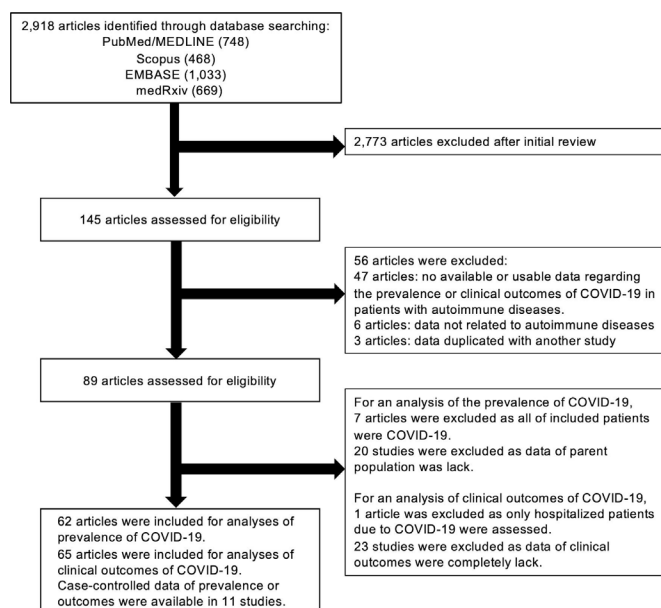 2,918 articles identified through database searching:
PubMed/MEDLINE (748)
Scopus (468)
EMBASE (1,033)
medRxiv (669)
2,773 articles excluded after initial review
145 articles assessed for eligibility
56 articles were excluded:
47 articles: no available or usable data regarding
the prevalence or clinical outcomes of COVID-19 in
patients with autoimmune diseases.
6 articles: data not related to autoimmune diseases
3 articles: data duplicated with another study
89 articles assessed for eligibility
For an analysis of the prevalence of COVID-19,
7 articles were excluded as all of included patients
were COVID-19.
20 studies were excluded as data of parent
population was lack.
For an analysis of clinical outcomes of COVID-19,
1 article was excluded as only hospitalized patients
due to COVID-19 were assessed.
23 studies were excluded as data of clinical
outcomes were completely lack.
62 articles were included for analyses of
prevalence of COVID-19.
65 articles were included for analyses of
clinical outcomes of COVID-19.
Case-controlled data of prevalence or
outcomes were available in 11 studies.